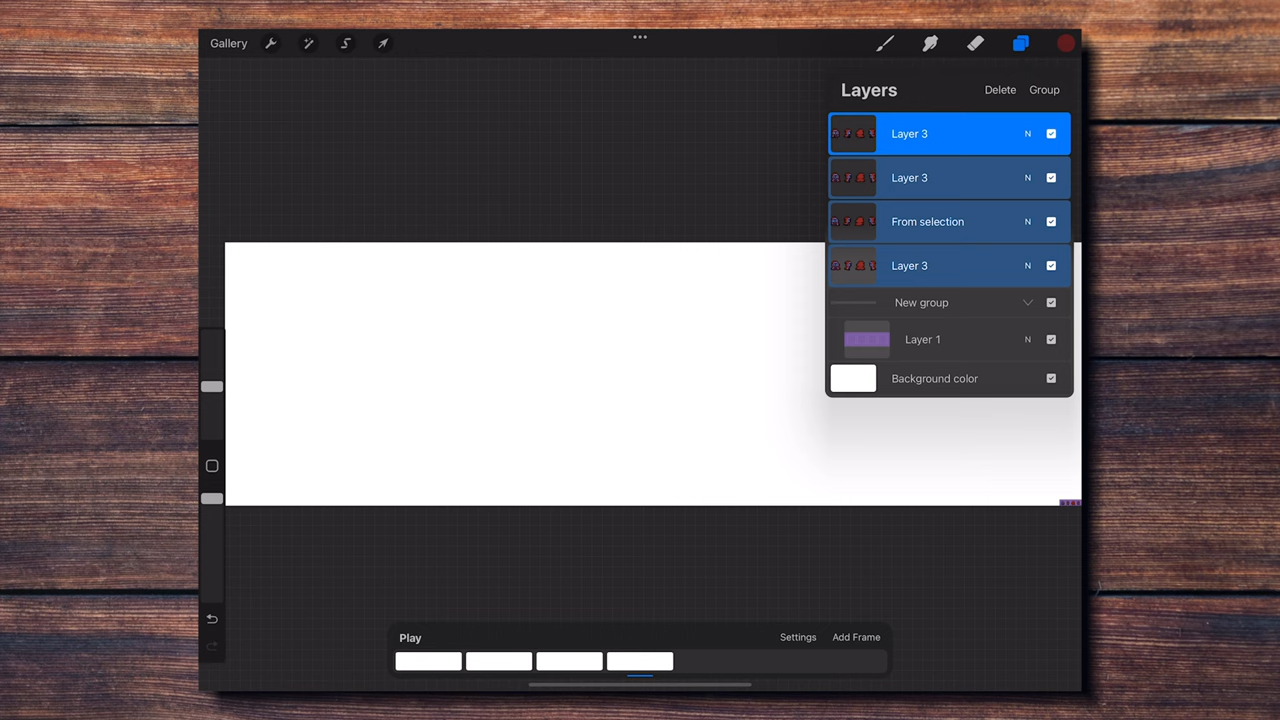 Gallery
Layers
Delete
Group
Layer 3
N
Layer 3
N
From selection
N
Layer 3
N
New group
Layer 1
N
Background color
Play
Settings
Add Frame